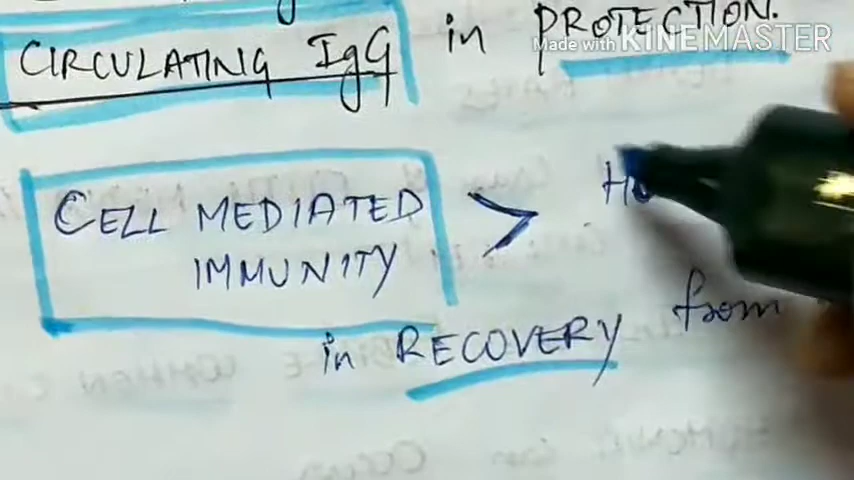 CIRCULATING IgG in PROTECTION.
Made with KINEMASTER
CELL MEDIATED >
IMMUNITY
in RECOVERY from